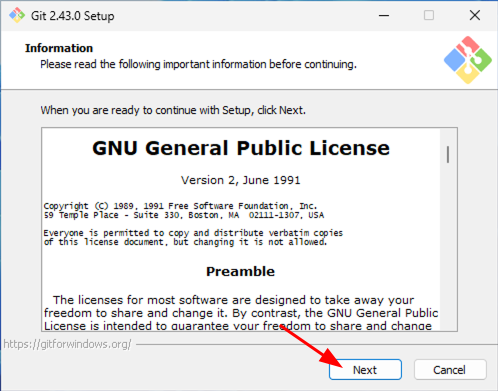 Git 2.43.0 Setup
Information
Please read the following important information before continuing.
When you are ready to continue with Setup, click Next.
GNU General Public License
Version 2, June 1991
Copyright (C) 1989, 1991 Free Software Foundation, Inc.
59 Temple Place - Suite 330, Boston, MA  02111-1307, USA
Everyone is permitted to copy and distribute verbatim copies
of this license document, but changing it is not allowed.
Preamble
The licenses for most software are designed to take away your
freedom to share and change it. By contrast, the GNU General Public
License is intended to guarantee your freedom to share and change
https://gitforwindows.org/
Next
Cancel